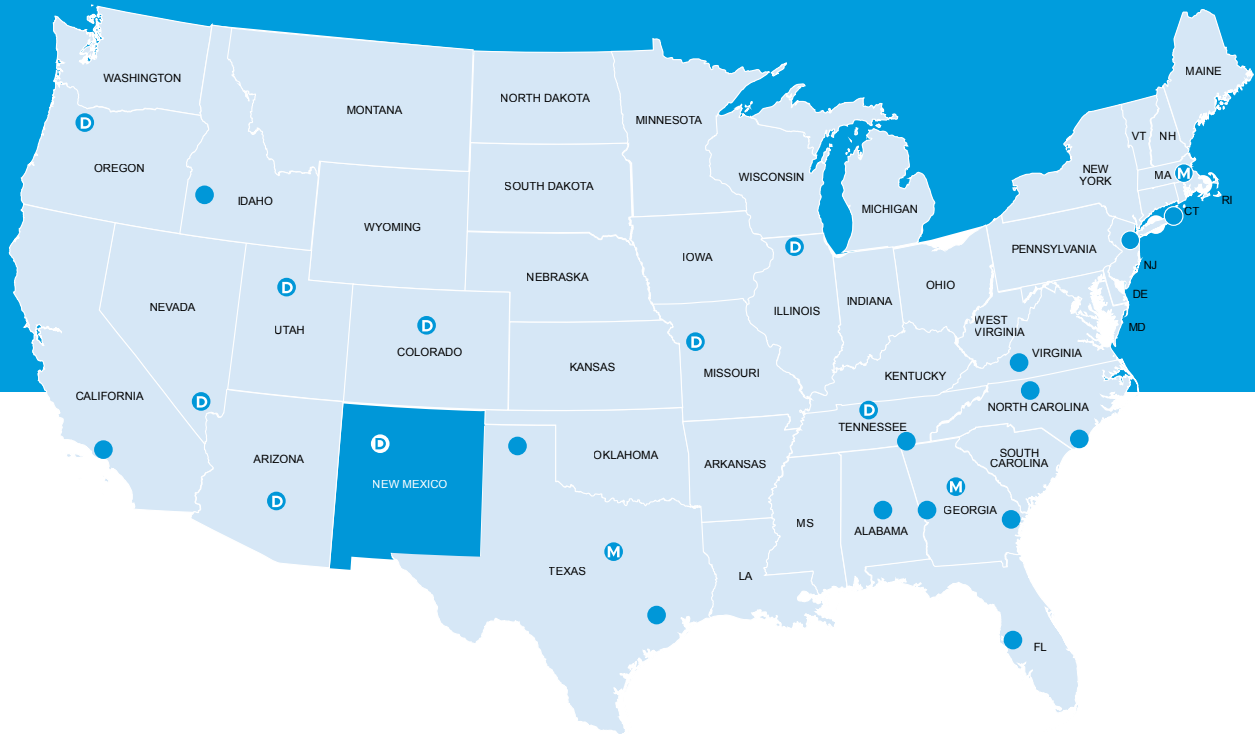 WASHINGTON
MONTANA
NORTH DAKOTA
MINNESOTA
MAINE
D
OREGON
VT
NH
SOUTH DAKOTA
WISCONSIN
NEW
YORK
MA
M
IDAHO
WYOMING
MICHIGAN
RI
CT
D
PENNSYLVANIA
NJ
IOWA
NEBRASKA
OHIO
D
NEVADA
UTAH
D
COLORADO
ILLINOIS
INDIANA
DE
WEST
VIRGINIA
MD
D
MISSOURI
KANSAS
VIRGINIA
KENTUCKY
CALIFORNIA
D
D
TENNESSEE
NORTH CAROLINA
ARIZONA
D
D
NEW MEXICO
OKLAHOMA
ARKANSAS
SOUTH
CAROLINA
M
GEORGIA
MS
ALABAMA
M
TEXAS
LA
FL